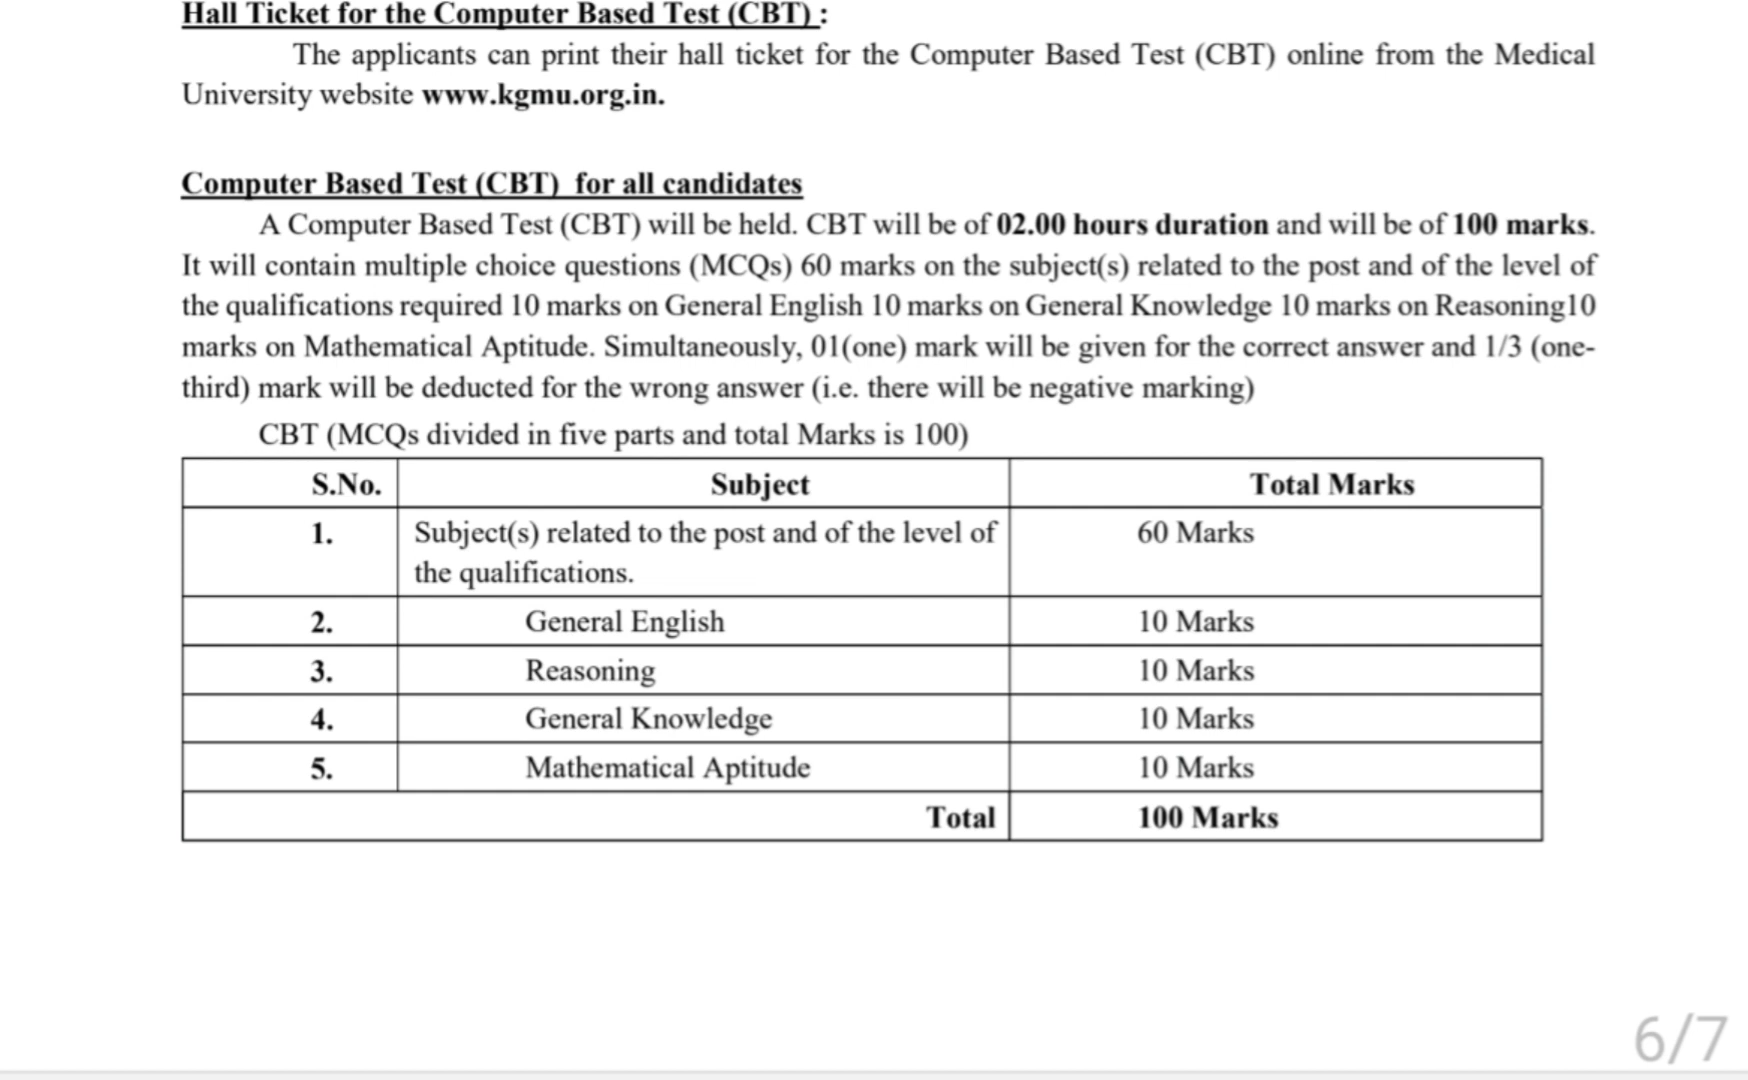 Hall Ticket for the Computer Based Test (CBT) :
The applicants can print their hall ticket for the Computer Based Test (CBT) online from the Medical
University website www.kgmu.org.in.
Computer Based Test (CBT) for all candidates
A Computer Based Test (CBT) will be held. CBT will be of 02.00 hours duration and will be of 100 marks.
It will contain multiple choice questions (MCQs) 60 marks on the subject(s) related to the post and of the level of
the qualifications required 10 marks on General English 10 marks on General Knowledge 10 marks on Reasoning10
marks on Mathematical Aptitude. Simultaneously, 01(one) mark will be given for the correct answer and 1/3 (one-
third) mark will be deducted for the wrong answer (i.e. there will be negative marking)
CBT (MCQs divided in five parts and total Marks is 100)
S.No. Subject Total Marks
1. Subject(s) related to the post and of the level of 60 Marks
the qualifications.
2. General English 10 Marks
3. Reasoning 10 Marks
4. General Knowledge 10 Marks
5. Mathematical Aptitude 10 Marks
Total 100 Marks
6/7